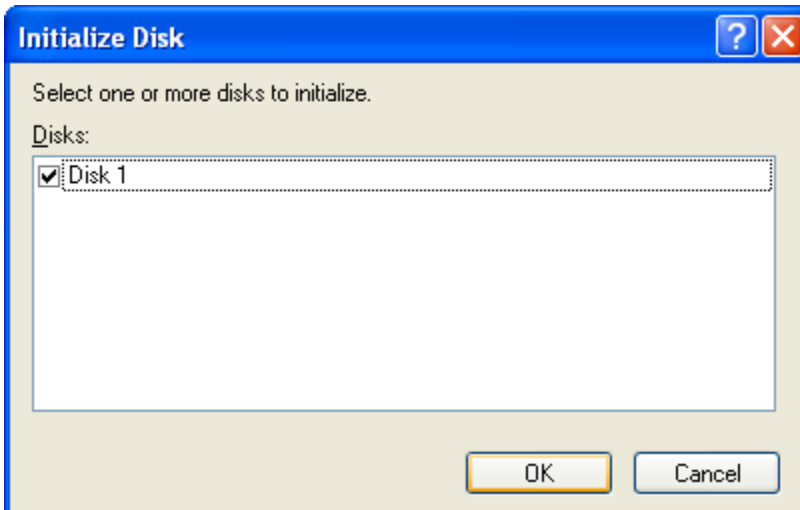 Initialize Disk
Select one or more disks to initialize.
Disks:
Disk 1
OK Cancel